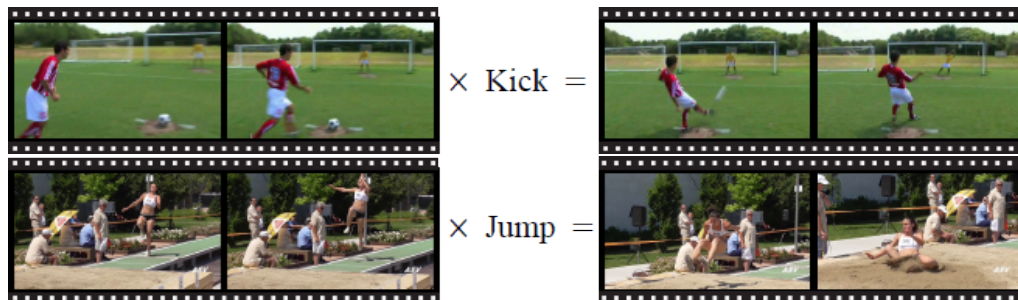 × Kick =
× Jump =